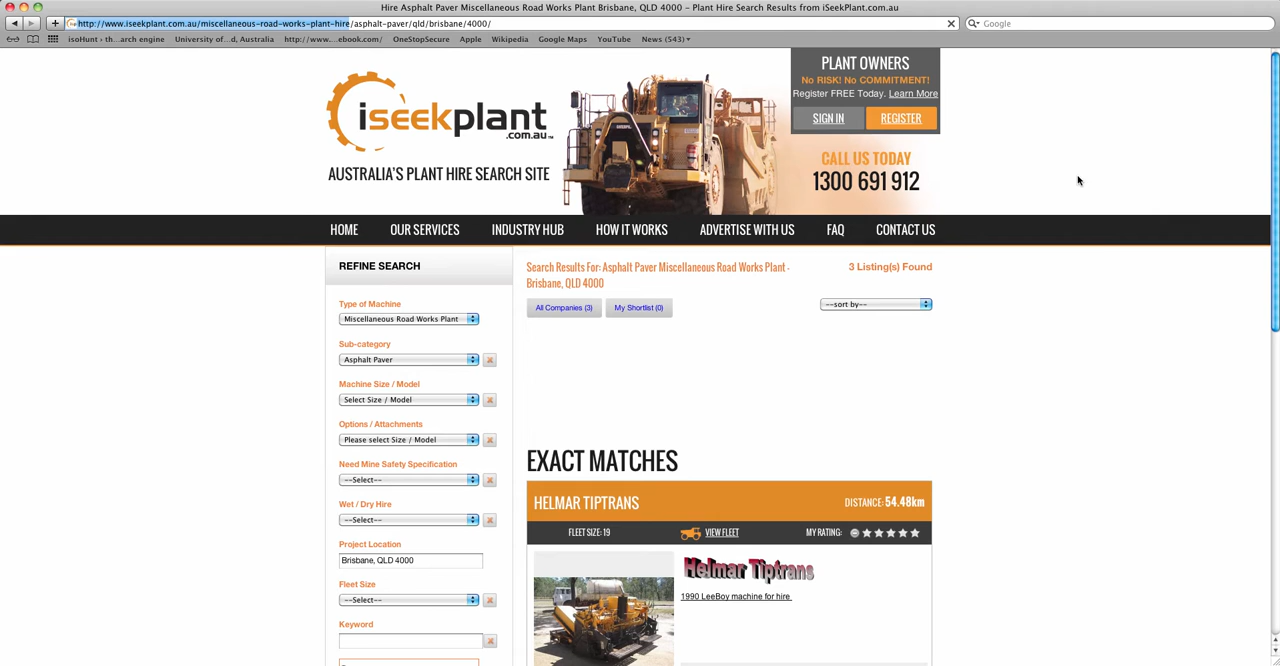 Hire Asphalt Paver Miscellaneous Road Works Plant Brisbane, QLD 4000 – Plant Hire Search Results from iSeekPlant.com.au
http://www.iseekplant.com.au/miscellaneous-road-works-plant-hire/asphalt-paver/qld/brisbane/4000/
Google
isoHunt › th...arch engine University of...d, Australia http://www....ebook.com/ OneStopSecure Apple Wikipedia Google Maps YouTube News (543)
PLANT OWNERS
No RISK! No COMMITMENT!
Register FREE Today. Learn More
SIGN IN REGISTER
iseekplant
.com.au™
AUSTRALIA'S PLANT HIRE SEARCH SITE
CALL US TODAY
1300 691 912
HOME OUR SERVICES INDUSTRY HUB HOW IT WORKS ADVERTISE WITH US FAQ CONTACT US
REFINE SEARCH
Type of Machine
Miscellaneous Road Works Plant
Sub-category
Asphalt Paver
Machine Size / Model
Select Size / Model
Options / Attachments
Please select Size / Model
Need Mine Safety Specification
--Select--
Wet / Dry Hire
--Select--
Project Location
Brisbane, QLD 4000
Fleet Size
--Select--
Keyword
Search Results For: Asphalt Paver Miscellaneous Road Works Plant -
Brisbane, QLD 4000
3 Listing(s) Found
All Companies (3) My Shortlist (0)
--sort by--
EXACT MATCHES
HELMAR TIPTRANS DISTANCE: 54.48km
FLEET SIZE: 19 VIEW FLEET MY RATING:
Helmar Tiptrans
1990 LeeBoy machine for hire